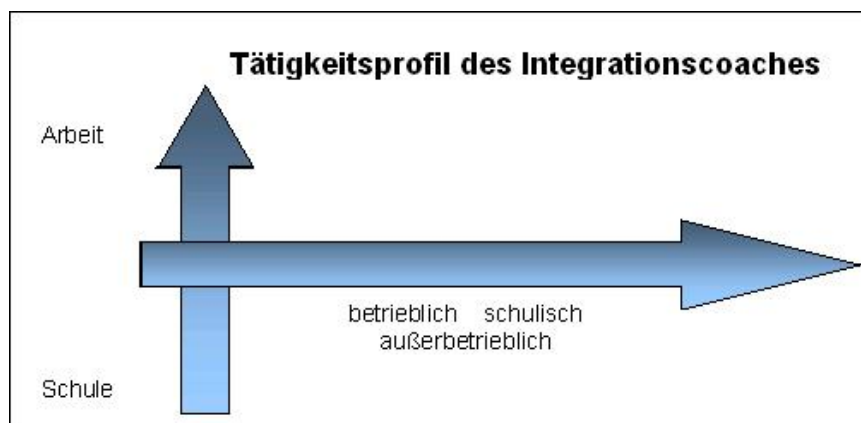 Tätigkeitsprofil des Integrationscoaches
Arbeit
betrieblich schulisch
außerbetrieblich
Schule